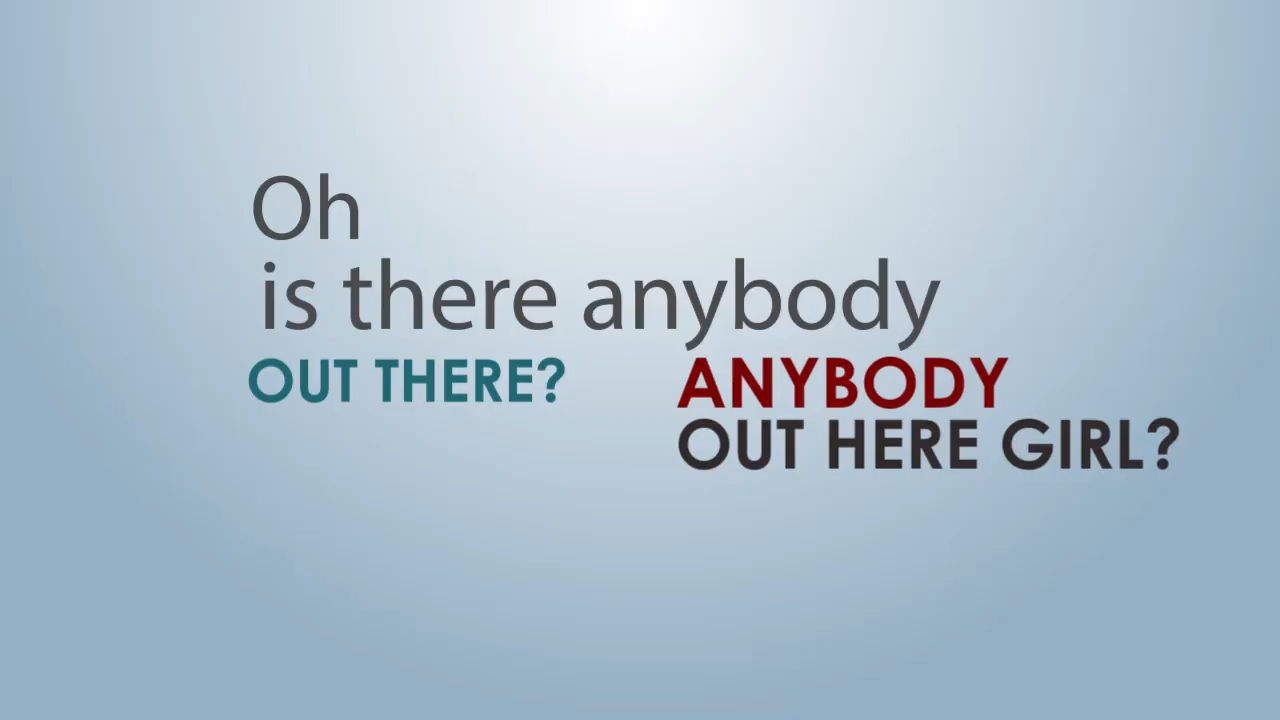 Oh
is there anybody
OUT THERE?
ANYBODY
OUT HERE GIRL?